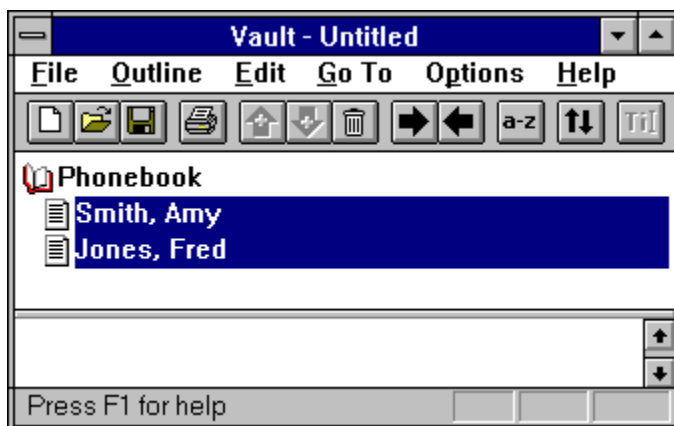 Vault - Untitled
File Outline Edit Go To Options Help
a-z
Phonebook
Smith, Amy
Jones, Fred
Press F1 for help